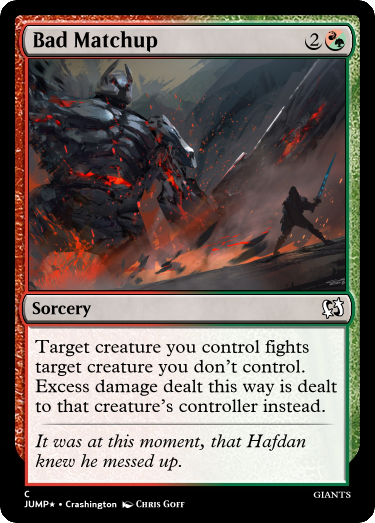 Bad Matchup 2
Sorcery
Target creature you control fights
target creature you don't control.
Excess damage dealt this way is dealt
to that creature's controller instead.
It was at this moment, that Hafdan
knew he messed up.
C GIANTS
JUMP★ • Crashington Chris Goff